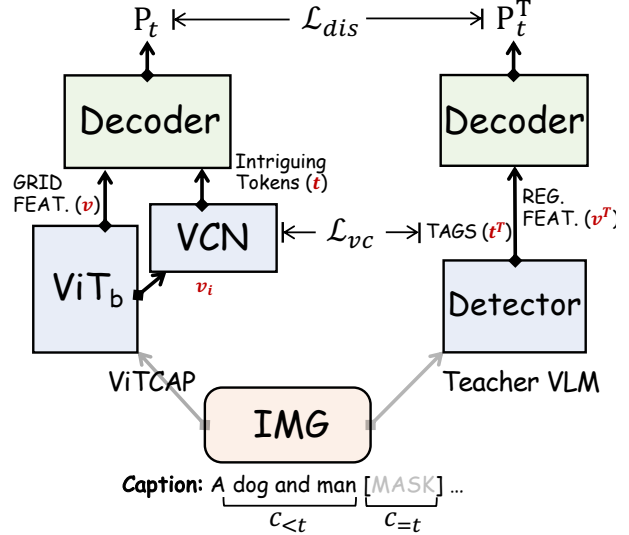 P_t
ℒ_dis
P_t^T
Decoder
Decoder
GRID
FEAT. (v)
Intriguing
Tokens (t)
REG.
FEAT. (v^T)
VCN
ℒ_vc
TAGS (t^T)
ViT_b
v_i
Detector
ViTCAP
Teacher VLM
IMG
Caption: A dog and man [MASK] ...
c_{<t}
c_{=t}